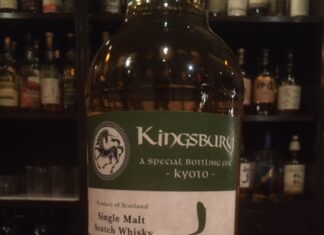 KINGSBURY
A SPECIAL BOTTLING FOR
- KYOTO -
Product of Scotland
Single Malt
Scotch Whisky